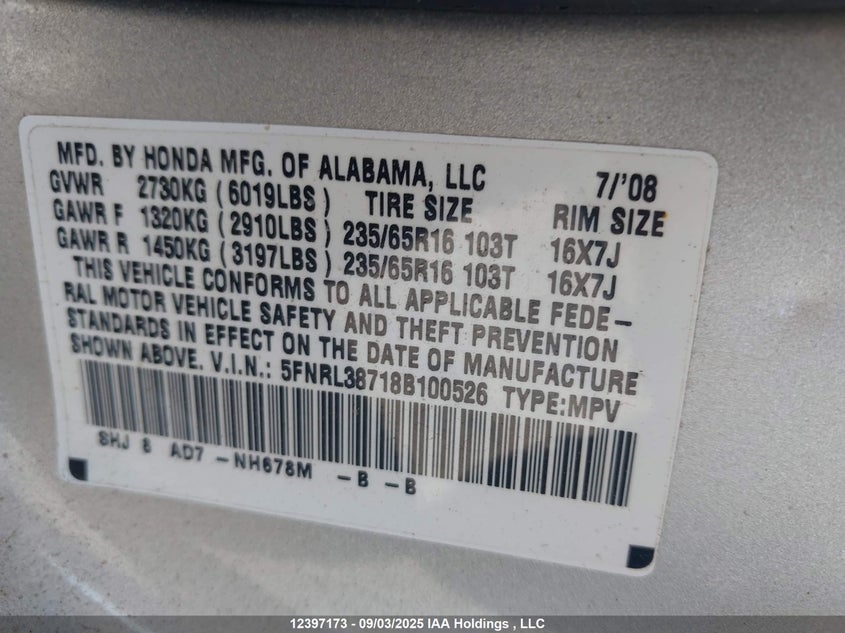 MFD. BY HONDA MFG. OF ALABAMA, LLC 7/'08
GVWR 2730KG ( 6019LBS ) TIRE SIZE RIM SIZE
GAWR F 1320KG ( 2910LBS ) 235/65R16 103T 16X7J
GAWR R 1450KG ( 3197LBS ) 235/65R16 103T 16X7J
THIS VEHICLE CONFORMS TO ALL APPLICABLE FEDE-
RAL MOTOR VEHICLE SAFETY AND THEFT PREVENTION
STANDARDS IN EFFECT ON THE DATE OF MANUFACTURE
SHOWN ABOVE. V.I.N.: 5FNRL38718B100526 TYPE:MPV
SHJ 8 AD7 -NH678M -B -B
12397173 - 09/03/2025 IAA Holdings , LLC